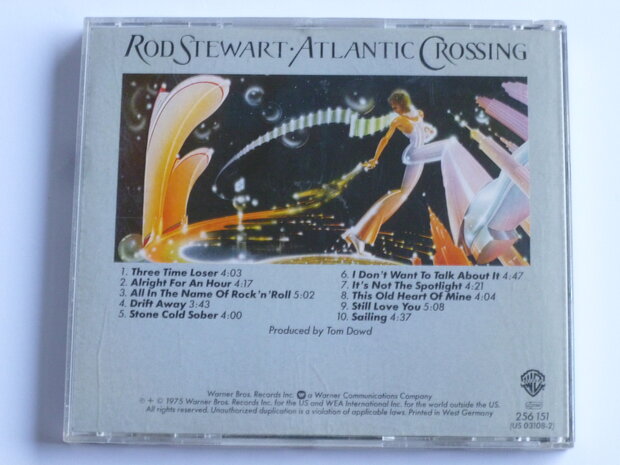 ROD STEWART · ATLANTIC CROSSING
1. Three Time Loser 4:03
2. Alright For An Hour 4:17
3. All In The Name Of Rock'n'Roll 5:02
4. Drift Away 3:43
5. Stone Cold Sober 4:00
6. I Don't Want To Talk About It 4:47
7. It's Not The Spotlight 4:21
8. This Old Heart Of Mine 4:04
9. Still Love You 5:08
10. Sailing 4:37
Produced by Tom Dowd
Warner Bros. Records Inc. a Warner Communications Company
℗ + © 1975 Warner Bros. Records Inc. for the US and WEA International Inc. for the world outside the US.
All rights reserved. Unauthorized duplication is a violation of applicable laws. Printed in West Germany
256 151
(US 03108-2)